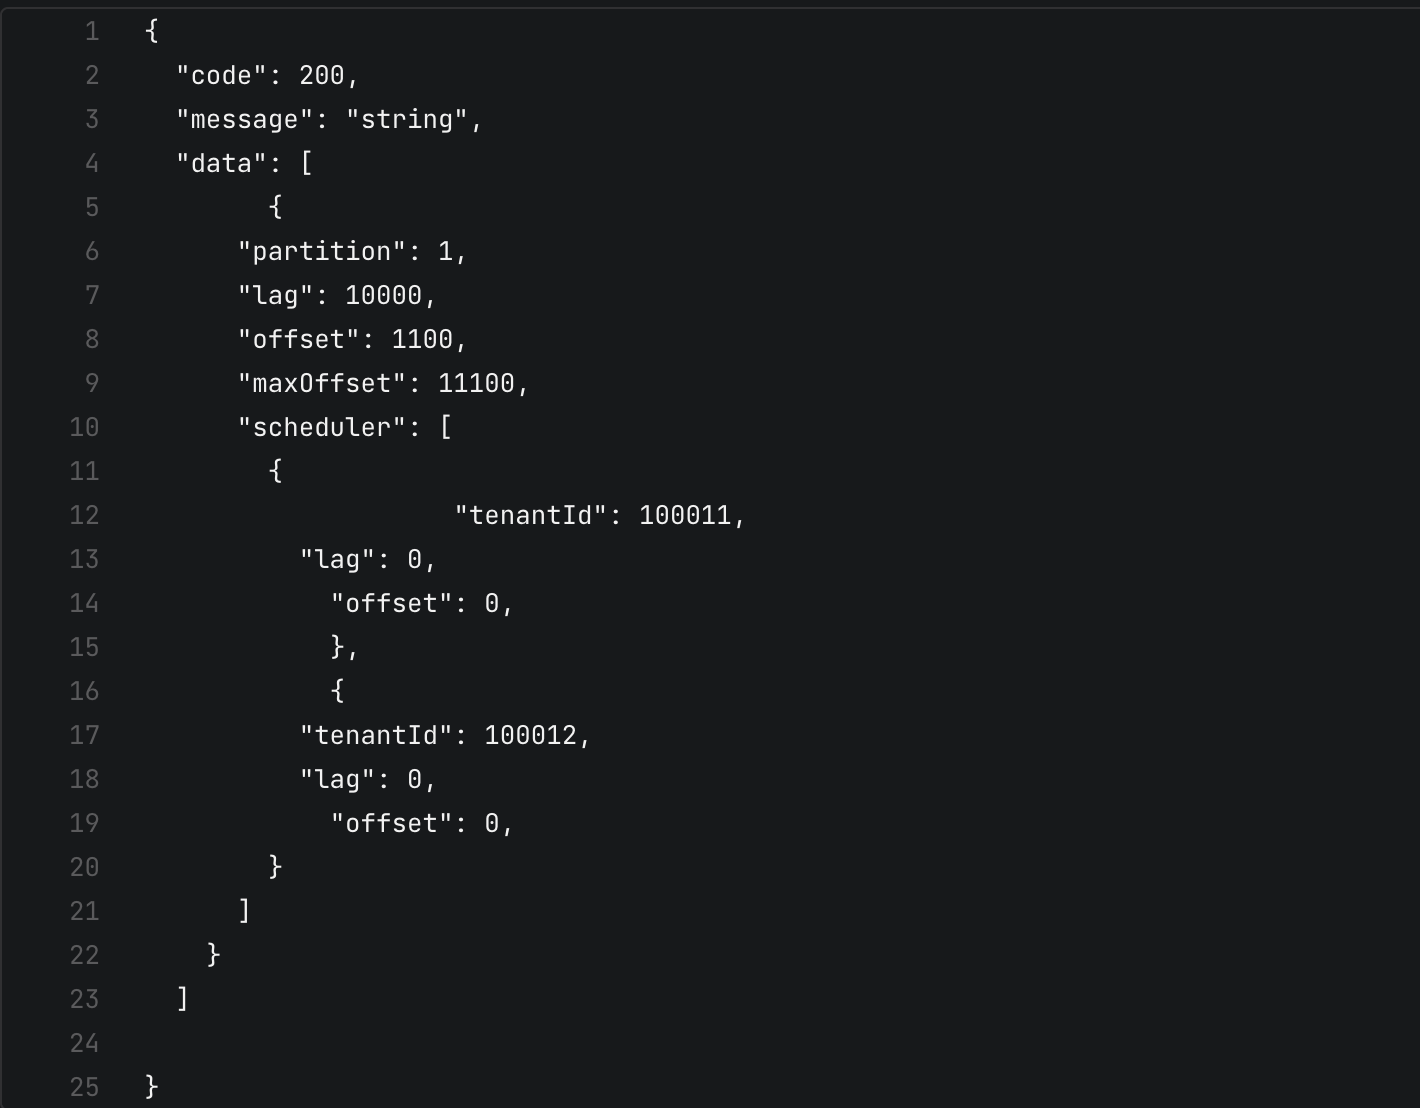 1 {
2   "code": 200,
3   "message": "string",
4   "data": [
5         {
6       "partition": 1,
7       "lag": 10000,
8       "offset": 1100,
9       "maxOffset": 11100,
10       "scheduler": [
11         {
12                     "tenantId": 100011,
13           "lag": 0,
14             "offset": 0,
15             },
16             {
17           "tenantId": 100012,
18           "lag": 0,
19             "offset": 0,
20         }
21       ]
22     }
23   ]
24
25 }